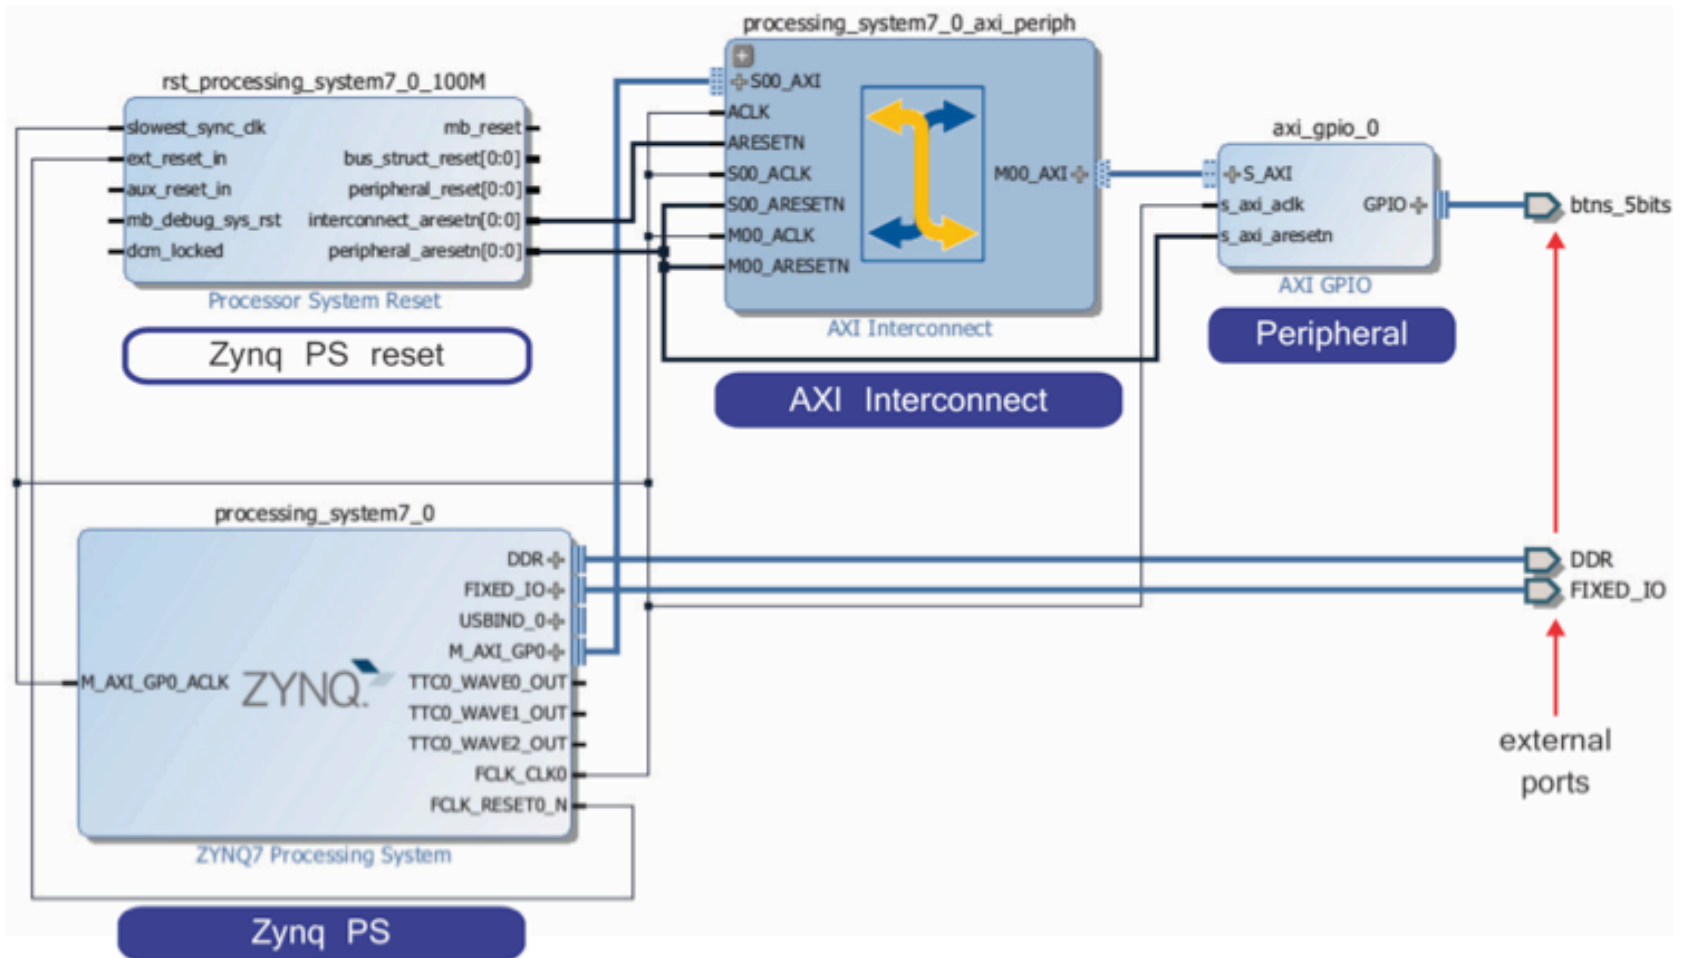 processing_system7_0_axi_periph
rst_processing_system7_0_100M
slowest_sync_clk
ext_reset_in
aux_reset_in
mb_debug_sys_rst
dcm_locked
mb_reset
bus_struct_reset[0:0]
peripheral_reset[0:0]
interconnect_aresetn[0:0]
peripheral_aresetn[0:0]
Processor System Reset
Zynq PS reset
S00_AXI
ACLK
ARESETN
S00_ACLK
S00_ARESETN
M00_ACLK
M00_ARESETN
M00_AXI
AXI Interconnect
AXI Interconnect
axi_gpio_0
S_AXI
s_axi_aclk
s_axi_aresetn
GPIO
AXI GPIO
Peripheral
btns_5bits
processing_system7_0
M_AXI_GP0_ACLK
ZYNQ.
DDR
FIXED_IO
USBIND_0
M_AXI_GP0
TTC0_WAVE0_OUT
TTC0_WAVE1_OUT
TTC0_WAVE2_OUT
FCLK_CLK0
FCLK_RESET0_N
ZYNQ7 Processing System
Zynq PS
DDR
FIXED_IO
external
ports